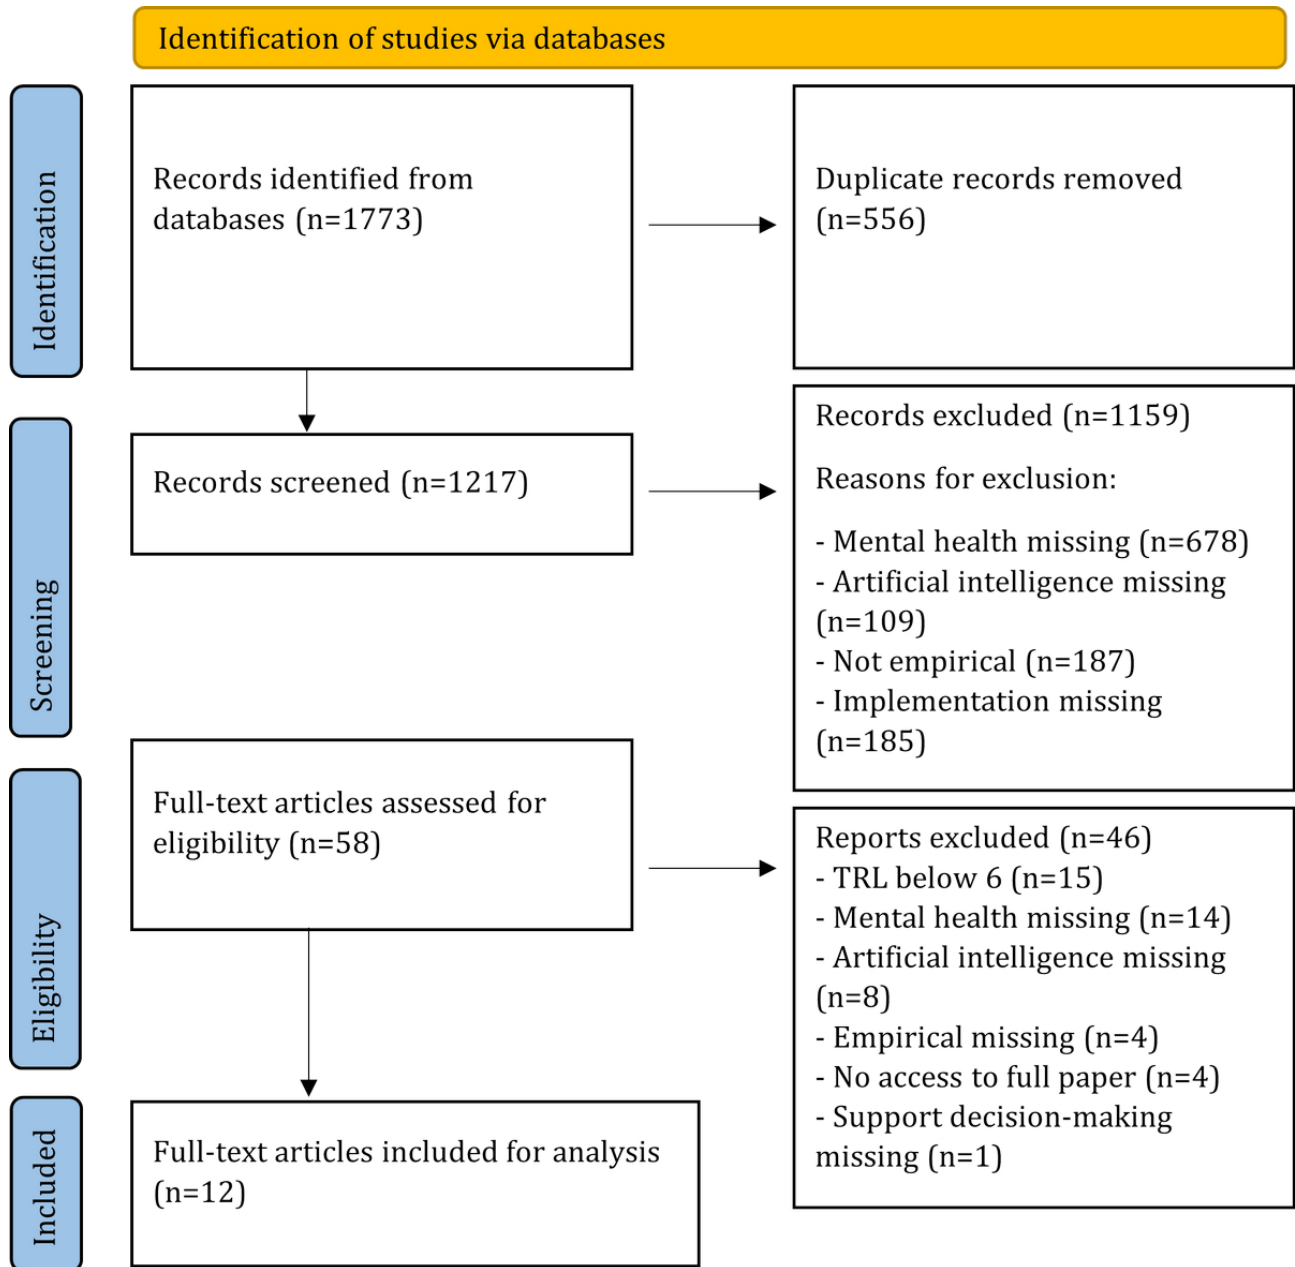 Identification of studies via databases
Identification
Records identified from
databases (n=1773)
Duplicate records removed
(n=556)
Screening
Records screened (n=1217)
Records excluded (n=1159)
Reasons for exclusion:
- Mental health missing (n=678)
- Artificial intelligence missing
(n=109)
- Not empirical (n=187)
- Implementation missing
(n=185)
Eligibility
Full-text articles assessed for
eligibility (n=58)
Reports excluded (n=46)
- TRL below 6 (n=15)
- Mental health missing (n=14)
- Artificial intelligence missing
(n=8)
- Empirical missing (n=4)
- No access to full paper (n=4)
- Support decision-making
missing (n=1)
Included
Full-text articles included for analysis
(n=12)